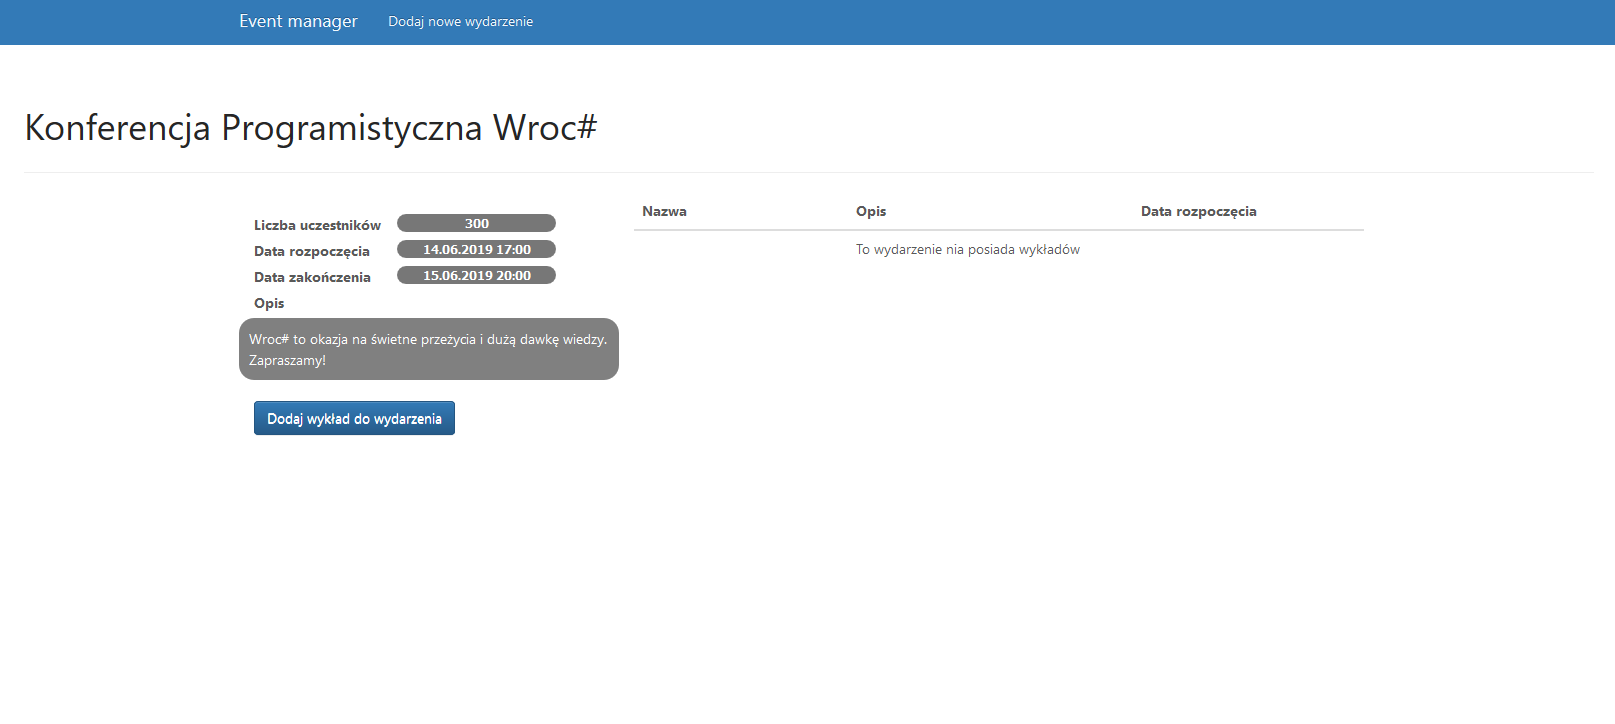 Event manager Dodaj nowe wydarzenie
Konferencja Programistyczna Wroc#
Liczba uczestników 300
Data rozpoczęcia 14.06.2019 17:00
Data zakończenia 15.06.2019 20:00
Opis
Wroc# to okazja na świetne przeżycia i dużą dawkę wiedzy.
Zapraszamy!
Dodaj wykład do wydarzenia
Nazwa Opis Data rozpoczęcia
To wydarzenie nia posiada wykładów